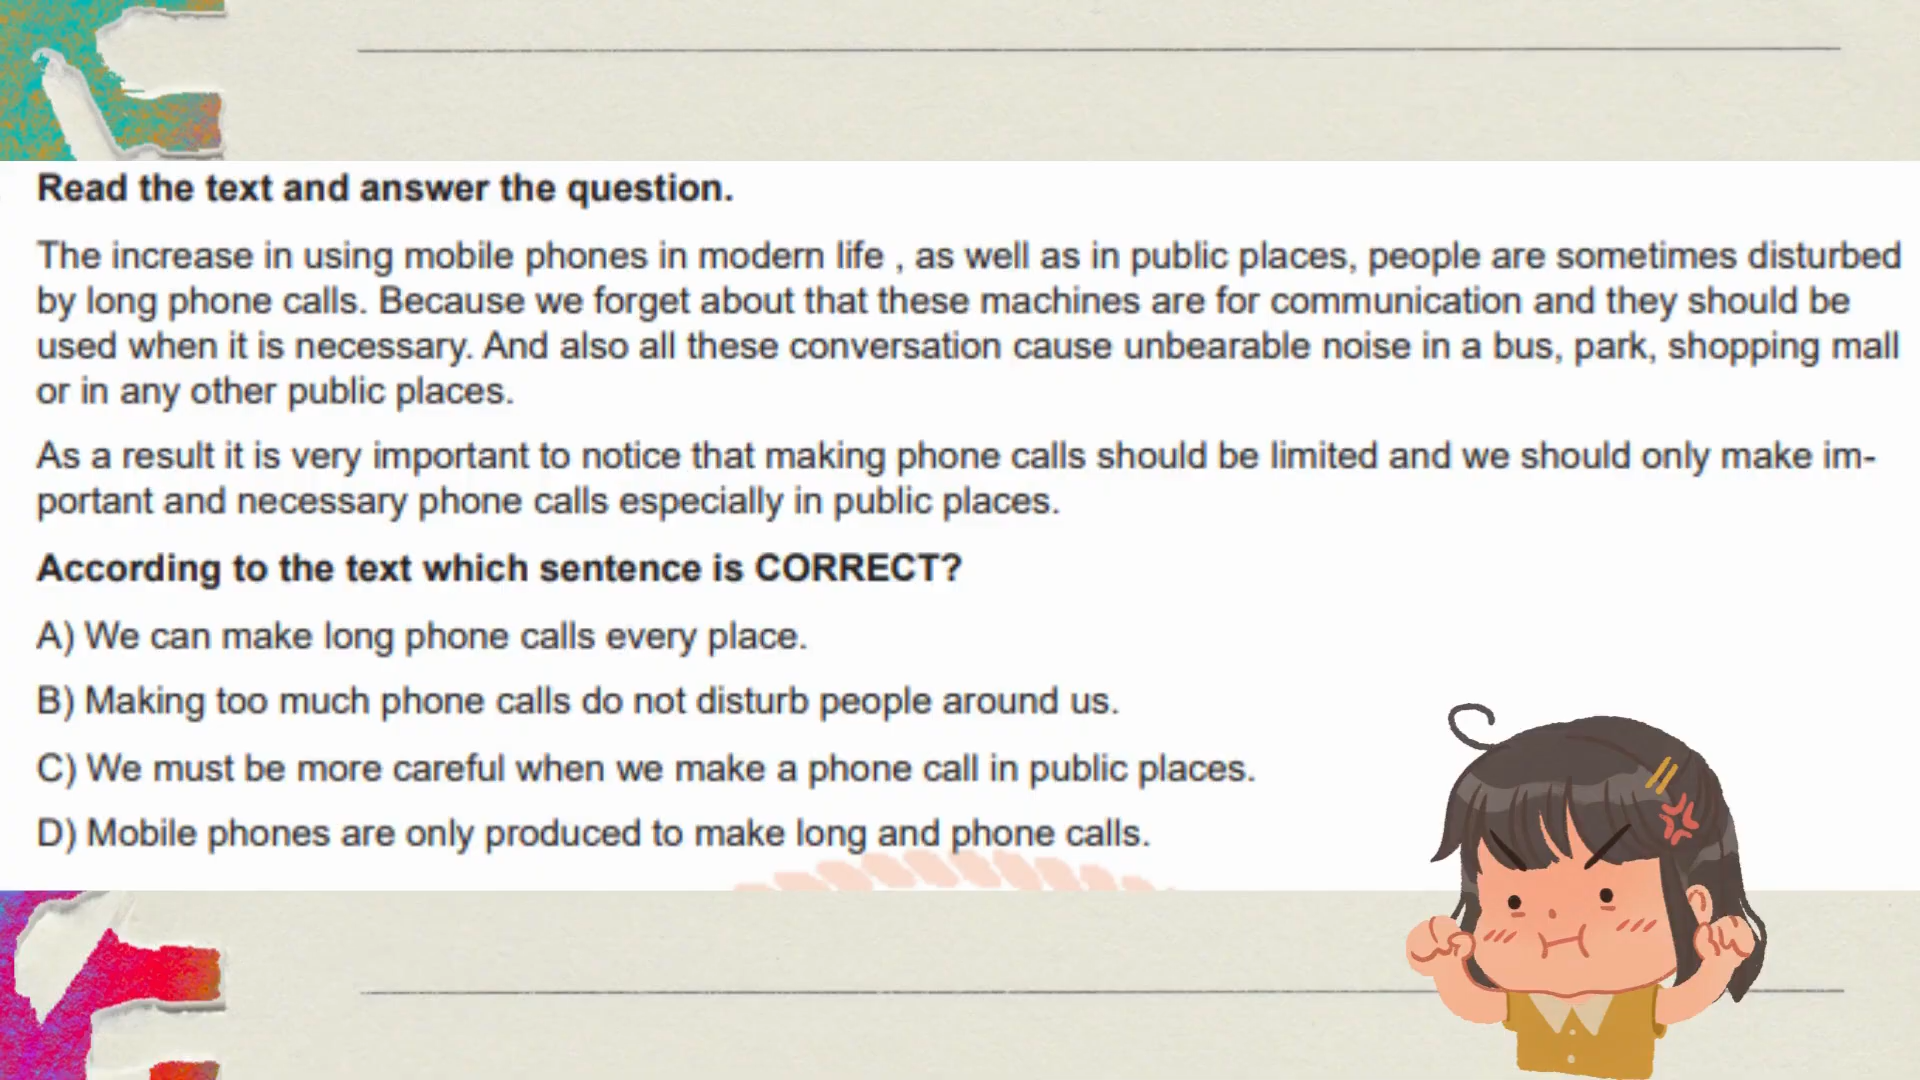 Read the text and answer the question.
The increase in using mobile phones in modern life , as well as in public places, people are sometimes disturbed
by long phone calls. Because we forget about that these machines are for communication and they should be
used when it is necessary. And also all these conversation cause unbearable noise in a bus, park, shopping mall
or in any other public places.
As a result it is very important to notice that making phone calls should be limited and we should only make im-
portant and necessary phone calls especially in public places.
According to the text which sentence is CORRECT?
A) We can make long phone calls every place.
B) Making too much phone calls do not disturb people around us.
C) We must be more careful when we make a phone call in public places.
D) Mobile phones are only produced to make long and phone calls.